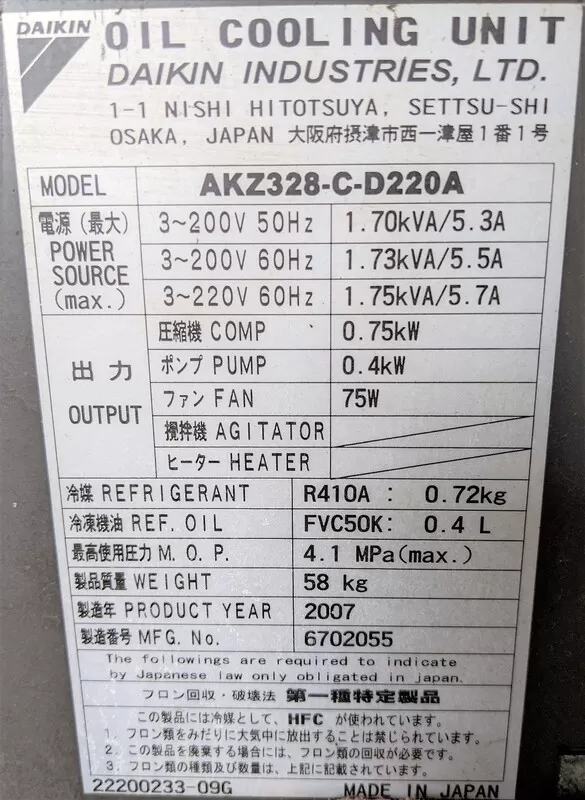 DAIKIN
OIL COOLING UNIT
DAIKIN INDUSTRIES, LTD.
1-1 NISHI HITOTSUYA, SETTSU-SHI
OSAKA, JAPAN 大阪府摂津市西一津屋1番1号
MODEL AKZ328-C-D220A
電源(最大) POWER SOURCE (max.)
3~200V 50Hz 1.70kVA/5.3A
3~200V 60Hz 1.73kVA/5.5A
3~220V 60Hz 1.75kVA/5.7A
出力 OUTPUT
圧縮機 COMP 0.75kW
ポンプ PUMP 0.4kW
ファン FAN 75W
攪拌機 AGITATOR
ヒーター HEATER
冷媒 REFRIGERANT R410A : 0.72kg
冷凍機油 REF. OIL FVC50K: 0.4 L
最高使用圧力 M. O. P. 4.1 MPa(max.)
製品質量 WEIGHT 58 kg
製造年 PRODUCT YEAR 2007
製造番号 MFG. No. 6702055
The followings are required to indicate
by Japanese law only obligated in japan.
フロン回収・破壊法 第一種特定製品
この製品には冷媒として、HFC が使われています。
1. フロン類をみだりに大気中に放出することは禁じられています。
2. この製品を廃棄する場合には、フロン類の回収が必要です。
3. フロン類の種類及び数量は、上記に記載されています。
22200233-09G MADE IN JAPAN